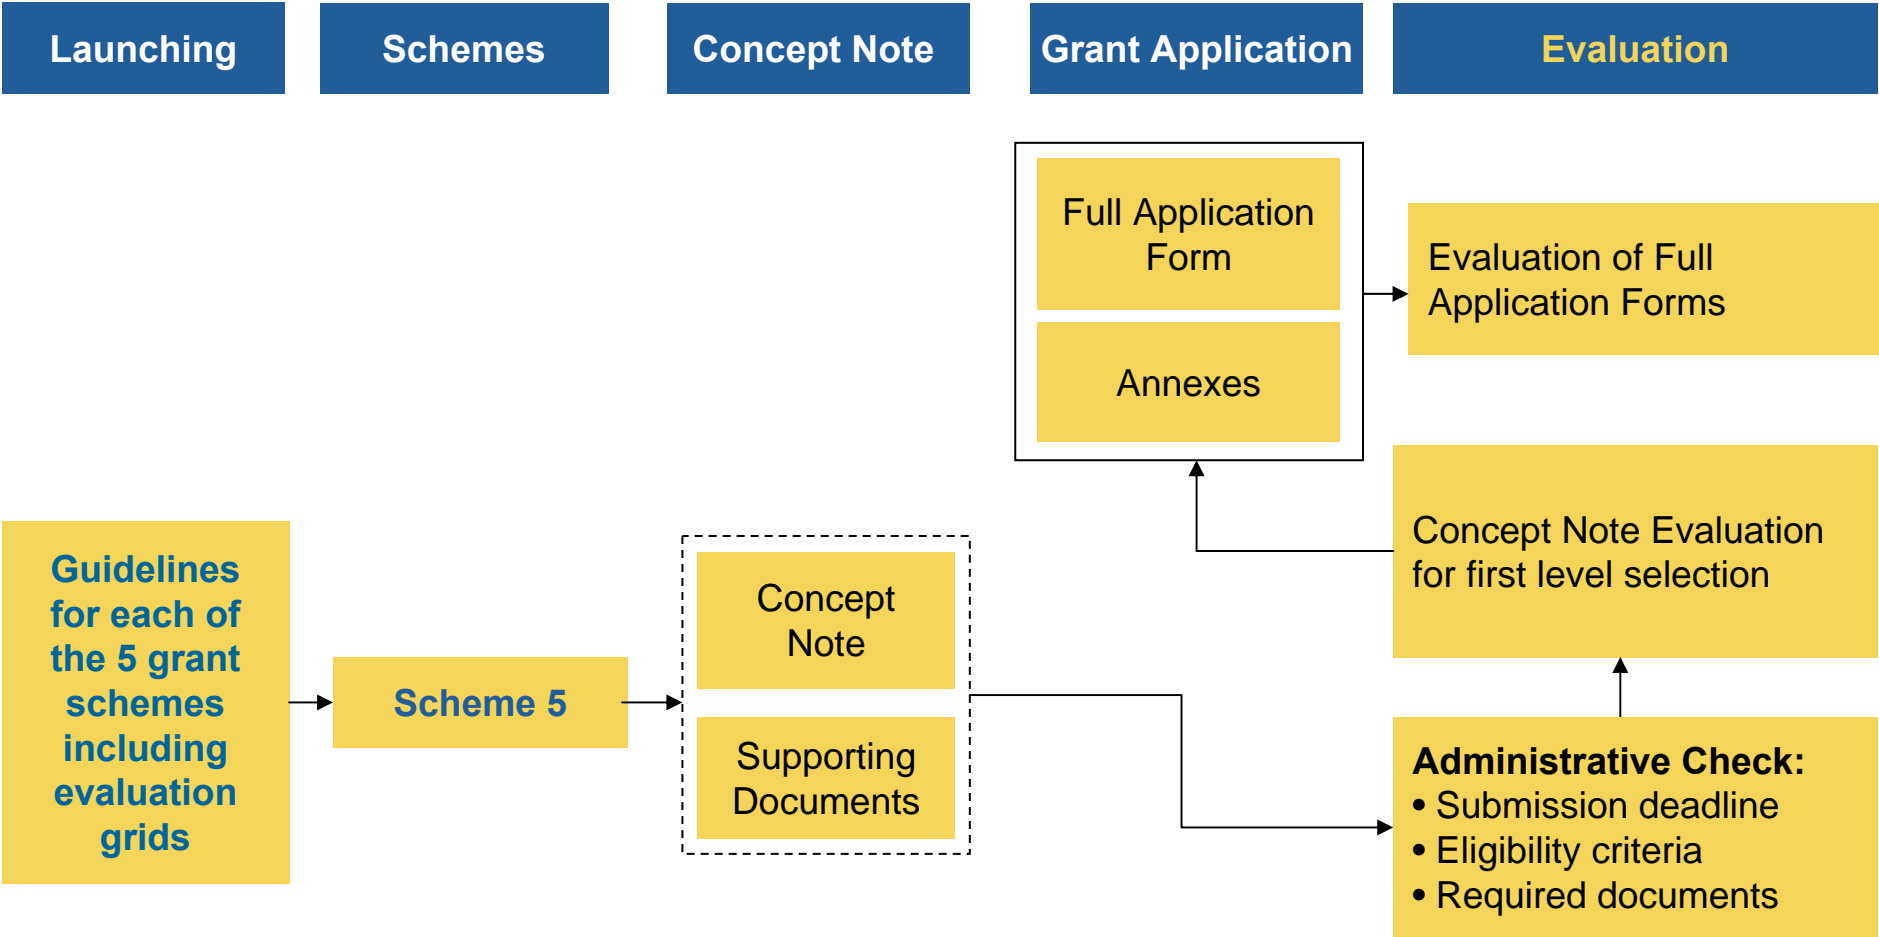 Launching
Schemes
Concept Note
Grant Application
Evaluation
Full Application
Form
Annexes
Evaluation of Full
Application Forms
Concept Note Evaluation
for first level selection
Guidelines
for each of
the 5 grant
schemes
including
evaluation
grids
Scheme 5
Concept
Note
Supporting
Documents
Administrative Check:
• Submission deadline
• Eligibility criteria
• Required documents